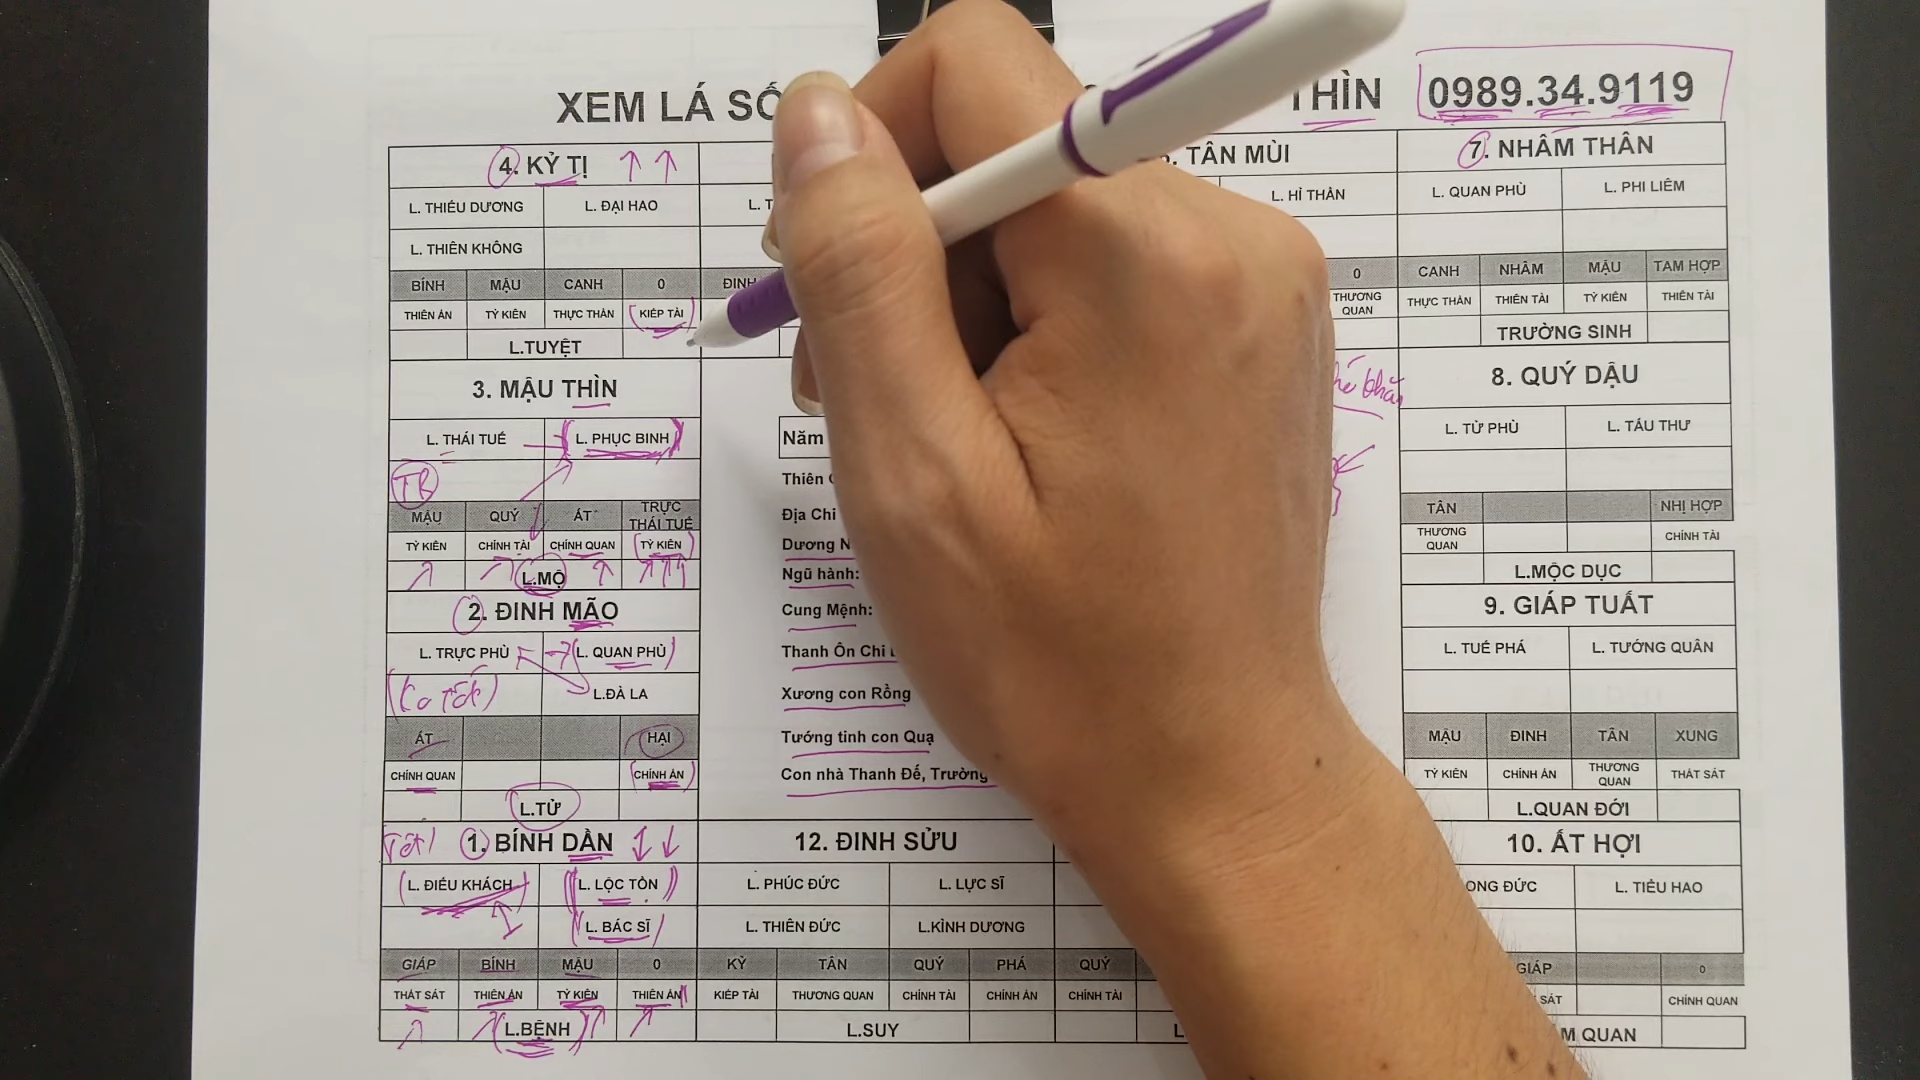 XEM LÁ SỐ THÌN 0989.34.9119
4. KỶ TỊ
L. THIẾU DƯƠNG L. ĐẠI HAO
L. THIÊN KHÔNG
BÍNH MẬU CANH 0
THIÊN ẤN TỶ KIÊN THỰC THẦN KIẾP TÀI
L.TUYỆT
ĐINH
TÂN MÙI
L. HỈ THẦN
0
THƯƠNG QUAN
7. NHÂM THÂN
L. QUAN PHÙ L. PHI LIÊM
CANH NHÂM MẬU TAM HỢP
THỰC THẦN THIÊN TÀI TỶ KIÊN THIÊN TÀI
TRƯỜNG SINH
3. MẬU THÌN
L. THÁI TUẾ L. PHỤC BINH
TB
MẬU QUÝ ẤT TRỰC THÁI TUẾ
TỶ KIÊN CHÍNH TÀI CHÍNH QUAN TỶ KIÊN
L.MỘ
8. QUÝ DẬU
L. TỬ PHÙ L. TẤU THƯ
TÂN NHỊ HỢP
THƯƠNG QUAN CHÍNH TÀI
L.MỘC DỤC
2. ĐINH MÃO
L. TRỰC PHÙ L. QUAN PHỦ
(Ko Tốt) L.ĐÀ LA
ẤT HẠI
CHÍNH QUAN CHÍNH ẤN
L.TỬ
Năm
Thiên
Địa Chi
Dương N
Ngũ hành:
Cung Mệnh:
Thanh Ôn Chi
Xương con Rồng
Tướng tinh con Quạ
Con nhà Thanh Đế, Trường
9. GIÁP TUẤT
L. TUẾ PHÁ L. TƯỚNG QUÂN
MẬU ĐINH TÂN XUNG
TỶ KIÊN CHÍNH ẤN THƯƠNG QUAN THẤT SÁT
L.QUAN ĐỚI
Tốt 1. BÍNH DẦN
L. ĐIẾU KHÁCH L. LỘC TỒN
L. BÁC SĨ
GIÁP BÍNH MẬU 0
THẤT SÁT THIÊN ẤN TỶ KIÊN THIÊN ẤN
L.BỆNH
12. ĐINH SỬU
L. PHÚC ĐỨC L. LỰC SĨ
L. THIÊN ĐỨC L.KÌNH DƯƠNG
KỶ TÂN QUÝ PHÁ
KIẾP TÀI THƯƠNG QUAN CHÍNH TÀI CHÍNH ẤN
L.SUY
QUÝ
CHÍNH TÀI
10. ẤT HỢI
ONG ĐỨC L. TIỂU HAO
GIÁP 0
SÁT CHÍNH QUAN
M QUAN